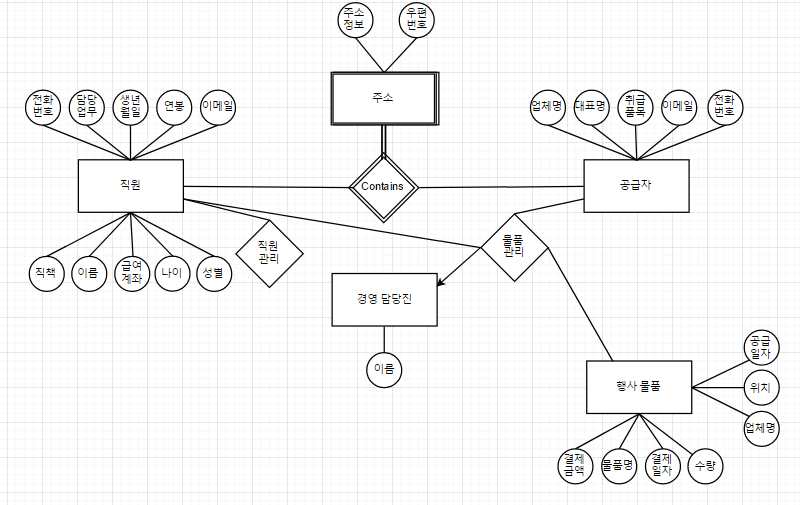 주소
정보
우편
번호
주소
전화
번호
담당
업무
생년
월일
연봉
이메일
업체명
대표명
취급
품목
이메일
전화
번호
직원
Contains
공급자
직원
관리
물품
관리
직책
이름
급여
계좌
나이
성별
경영 담당진
이름
행사 물품
공급
일자
위치
업체명
결제
금액
물품명
결제
일자
수량